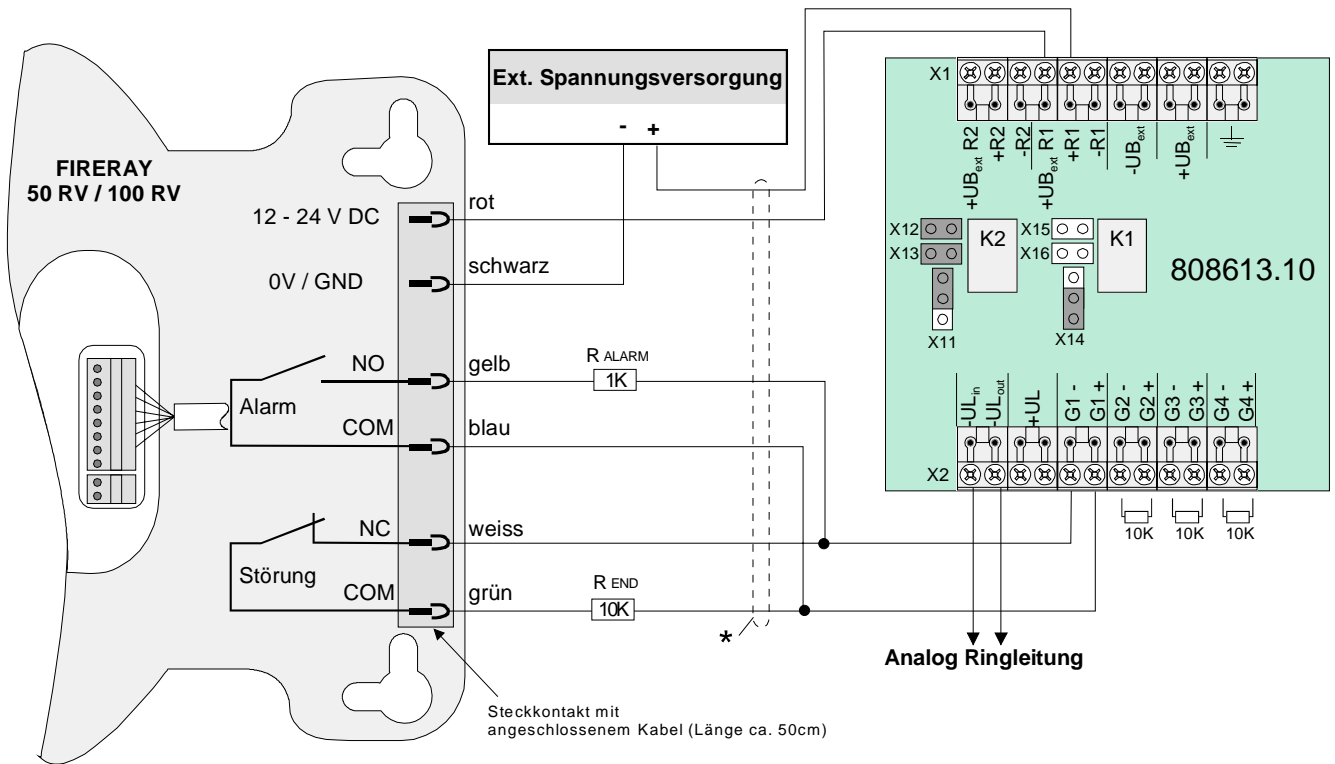 FIRERAY
50 RV / 100 RV
12 - 24 V DC
0V / GND
rot
schwarz
NO
Alarm
COM
gelb
blau
NC
Störung
COM
weiss
grün
Ext. Spannungsversorgung
- +
R ALARM
1K
R END
10K
*
Steckkontakt mit
angeschlossenem Kabel (Länge ca. 50cm)
X1
+UBext R2
+R2
-R2
+UBext R1
+R1
-R1
-UBext
+UBext
X12
X13
X11
K2
X15
X16
X14
K1
808613.10
-ULin
-ULout
+UL
G1 -
G1 +
G2 -
G2 +
G3 -
G3 +
G4 -
G4 +
X2
10K
10K
10K
Analog Ringleitung